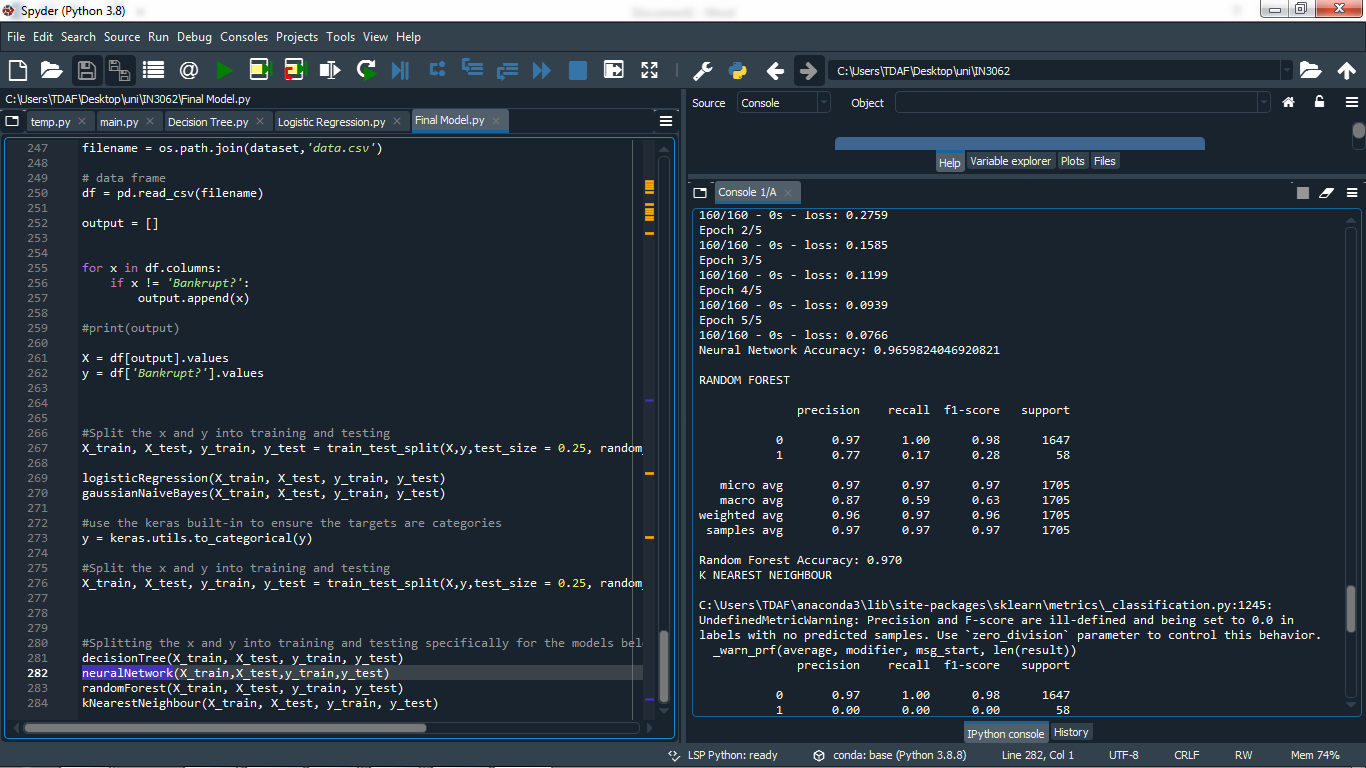 Spyder (Python 3.8)
File Edit Search Source Run Debug Consoles Projects Tools View Help
C:\Users\TDAF\Desktop\uni\IN3062
C:\Users\TDAF\Desktop\uni\IN3062\Final Model.py
temp.py main.py Decision Tree.py Logistic Regression.py Final Model.py
247 filename = os.path.join(dataset,'data.csv')
248
249 # data frame
250 df = pd.read_csv(filename)
251
252 output = []
253
254
255 for x in df.columns:
256     if x != 'Bankrupt?':
257         output.append(x)
258
259 #print(output)
260
261 X = df[output].values
262 y = df['Bankrupt?'].values
263
264
265
266 #Split the x and y into training and testing
267 X_train, X_test, y_train, y_test = train_test_split(X,y,test_size = 0.25, random_
268
269 logisticRegression(X_train, X_test, y_train, y_test)
270 gaussianNaiveBayes(X_train, X_test, y_train, y_test)
271
272 #use the keras built-in to ensure the targets are categories
273 y = keras.utils.to_categorical(y)
274
275 #Split the x and y into training and testing
276 X_train, X_test, y_train, y_test = train_test_split(X,y,test_size = 0.25, random_
277
278
279
280 #Splitting the x and y into training and testing specifically for the models bel
281 decisionTree(X_train, X_test, y_train, y_test)
282 neuralNetwork(X_train,X_test,y_train,y_test)
283 randomForest(X_train, X_test, y_train, y_test)
284 kNearestNeighbour(X_train, X_test, y_train, y_test)
Source Console Object
Help Variable explorer Plots Files
Console 1/A
160/160 - 0s - loss: 0.2759
Epoch 2/5
160/160 - 0s - loss: 0.1585
Epoch 3/5
160/160 - 0s - loss: 0.1199
Epoch 4/5
160/160 - 0s - loss: 0.0939
Epoch 5/5
160/160 - 0s - loss: 0.0766
Neural Network Accuracy: 0.9659824046920821
RANDOM FOREST
precision recall f1-score support
0 0.97 1.00 0.98 1647
1 0.77 0.17 0.28 58
micro avg 0.97 0.97 0.97 1705
macro avg 0.87 0.59 0.63 1705
weighted avg 0.96 0.97 0.96 1705
samples avg 0.97 0.97 0.97 1705
Random Forest Accuracy: 0.970
K NEAREST NEIGHBOUR
C:\Users\TDAF\anaconda3\lib\site-packages\sklearn\metrics\_classification.py:1245:
UndefinedMetricWarning: Precision and F-score are ill-defined and being set to 0.0 in
labels with no predicted samples. Use `zero_division` parameter to control this behavior.
_warn_prf(average, modifier, msg_start, len(result))
precision recall f1-score support
0 0.97 1.00 0.98 1647
1 0.00 0.00 0.00 58
IPython console History
LSP Python: ready conda: base (Python 3.8.8) Line 282, Col 1 UTF-8 CRLF RW Mem 74%